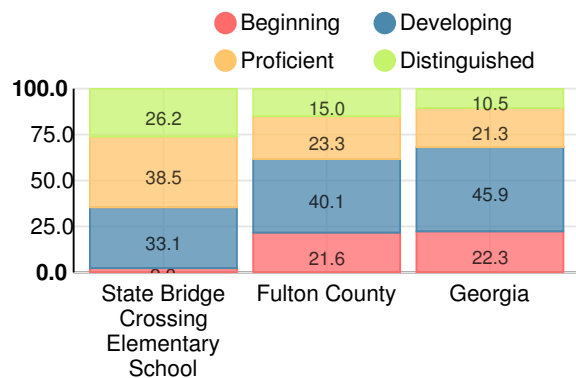 Beginning
Developing
Proficient
Distinguished
100.0
75.0
50.0
25.0
0.0
26.2
38.5
33.1
15.0
23.3
40.1
21.6
10.5
21.3
45.9
22.3
State Bridge
Crossing
Elementary
School
Fulton County
Georgia